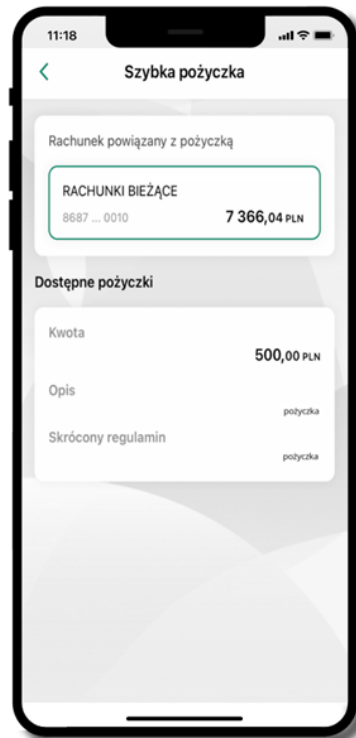 11:18
Szybka pożyczka
Rachunek powiązany z pożyczką
RACHUNKI BIEŻĄCE
8687 ... 0010 7 366,04 PLN
Dostępne pożyczki
Kwota
500,00 PLN
Opis
pożyczka
Skrócony regulamin
pożyczka